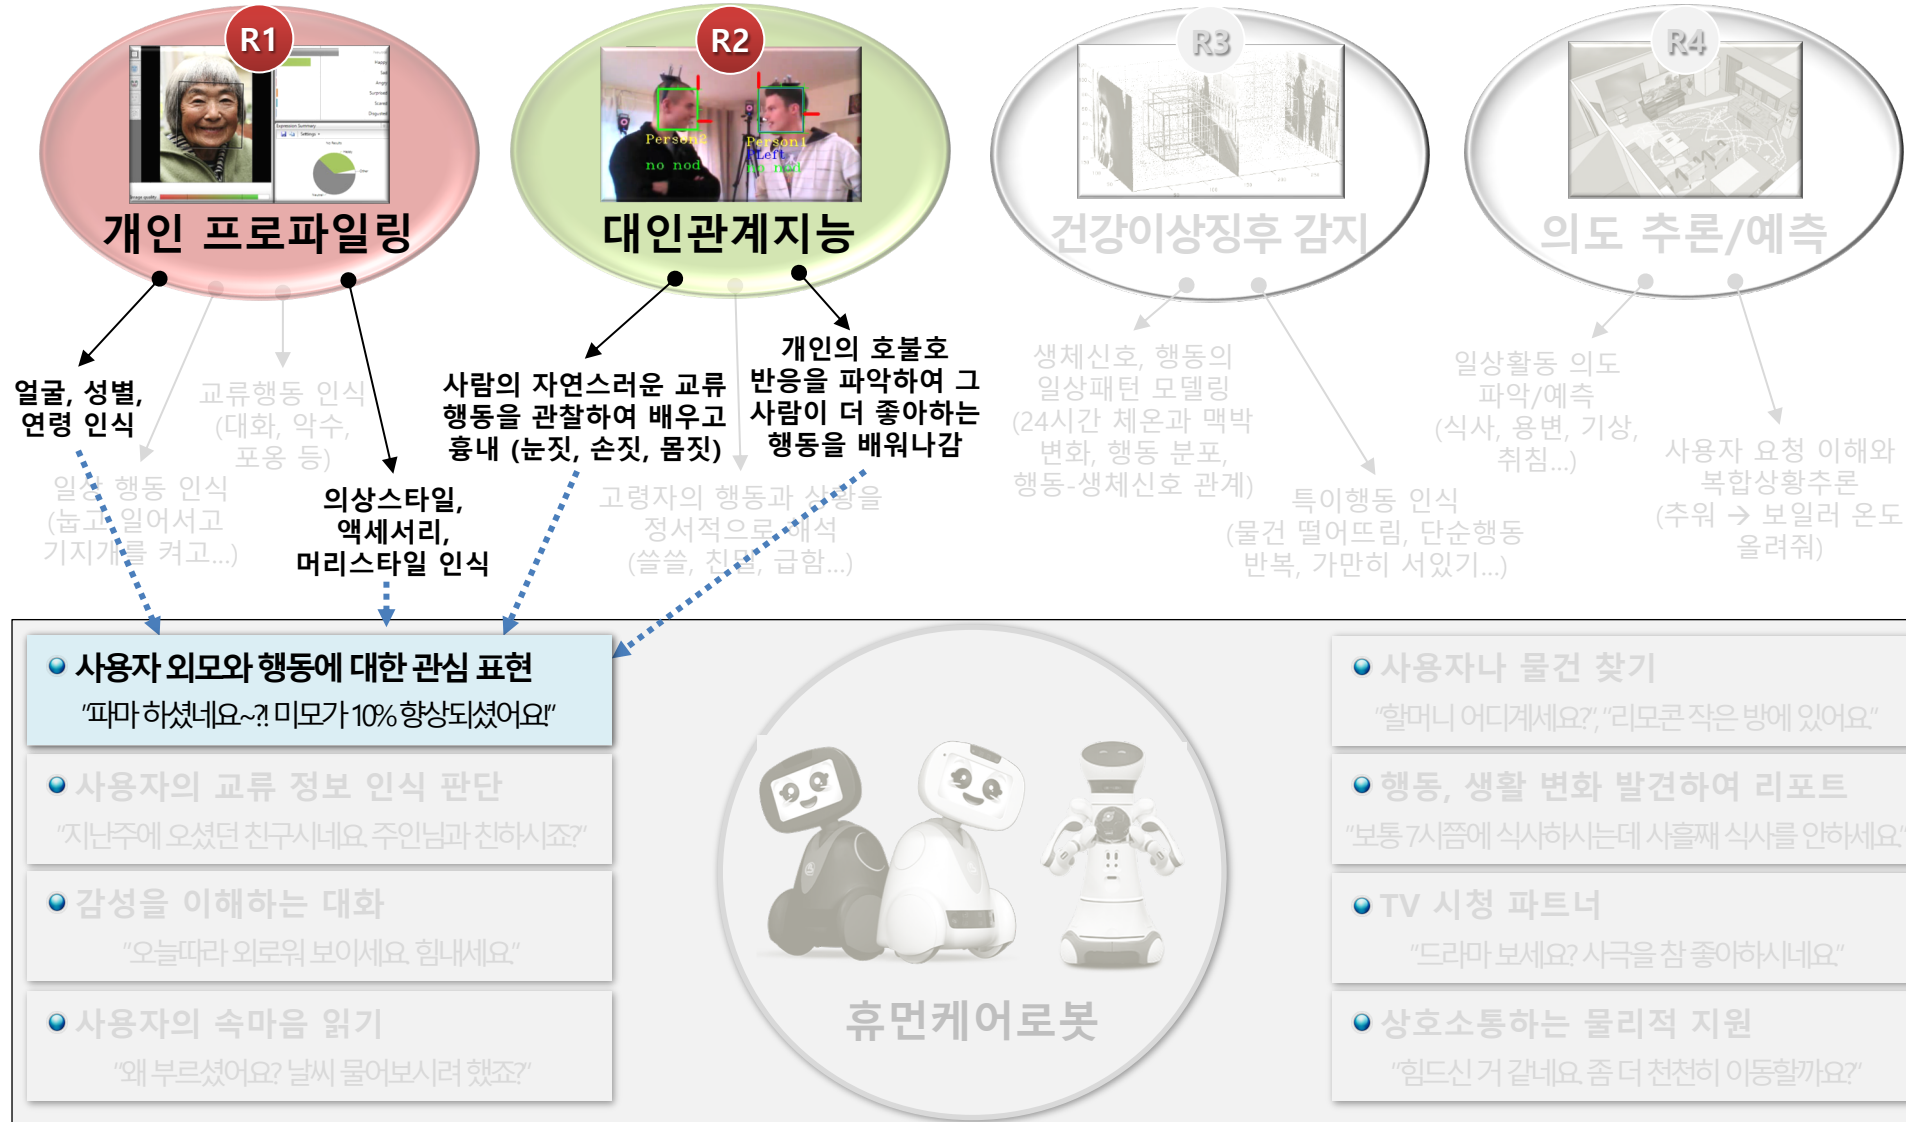 R1
Happy
Sad
Angry
Surprised
Scared
Disgusted
Expression Summary
Settings
Happy
Other
Neutral
Image quality
개인 프로파일링
R2
Person2
no nod
Person1
PLeft
no nod
대인관계지능
R3
건강이상징후 감지
R4
의도 추론/예측
얼굴, 성별,
연령 인식
일상 행동 인식
(눕고 일어서고
기지개를 켜고...)
교류행동 인식
(대화, 악수,
포옹 등)
의상스타일,
액세서리,
머리스타일 인식
사람의 자연스러운 교류
행동을 관찰하여 배우고
흉내 (눈짓, 손짓, 몸짓)
고령자의 행동과 상황을
정서적으로 해석
(쓸쓸, 친밀, 급함...)
개인의 호불호
반응을 파악하여 그
사람이 더 좋아하는
행동을 배워나감
생체신호, 행동의
일상패턴 모델링
(24시간 체온과 맥박
변화, 행동 분포,
행동-생체신호 관계)
특이행동 인식
(물건 떨어뜨림, 단순행동
반복, 가만히 서있기...)
일상활동 의도
파악/예측
(식사, 용변, 기상,
취침...)
사용자 요청 이해와
복합상황추론
(추워 → 보일러 온도
올려줘)
사용자 외모와 행동에 대한 관심 표현
"파마 하셨네요~?! 미모가 10% 향상되셨어요!"
사용자의 교류 정보 인식 판단
"지난주에 오셨던 친구시네요. 주인님과 친하시죠?"
감성을 이해하는 대화
"오늘따라 외로워 보이세요. 힘내세요."
사용자의 속마음 읽기
"왜 부르셨어요? 날씨 물어보시려 했죠?"
휴먼케어로봇
사용자나 물건 찾기
"할머니 어디계세요?", "리모콘 작은 방에 있어요."
행동, 생활 변화 발견하여 리포트
"보통 7시쯤에 식사하시는데 사흘째 식사를 안하세요."
TV 시청 파트너
"드라마 보세요? 사극을 참 좋아하시네요."
상호소통하는 물리적 지원
"힘드신 거 같네요. 좀 더 천천히 이동할까요?"